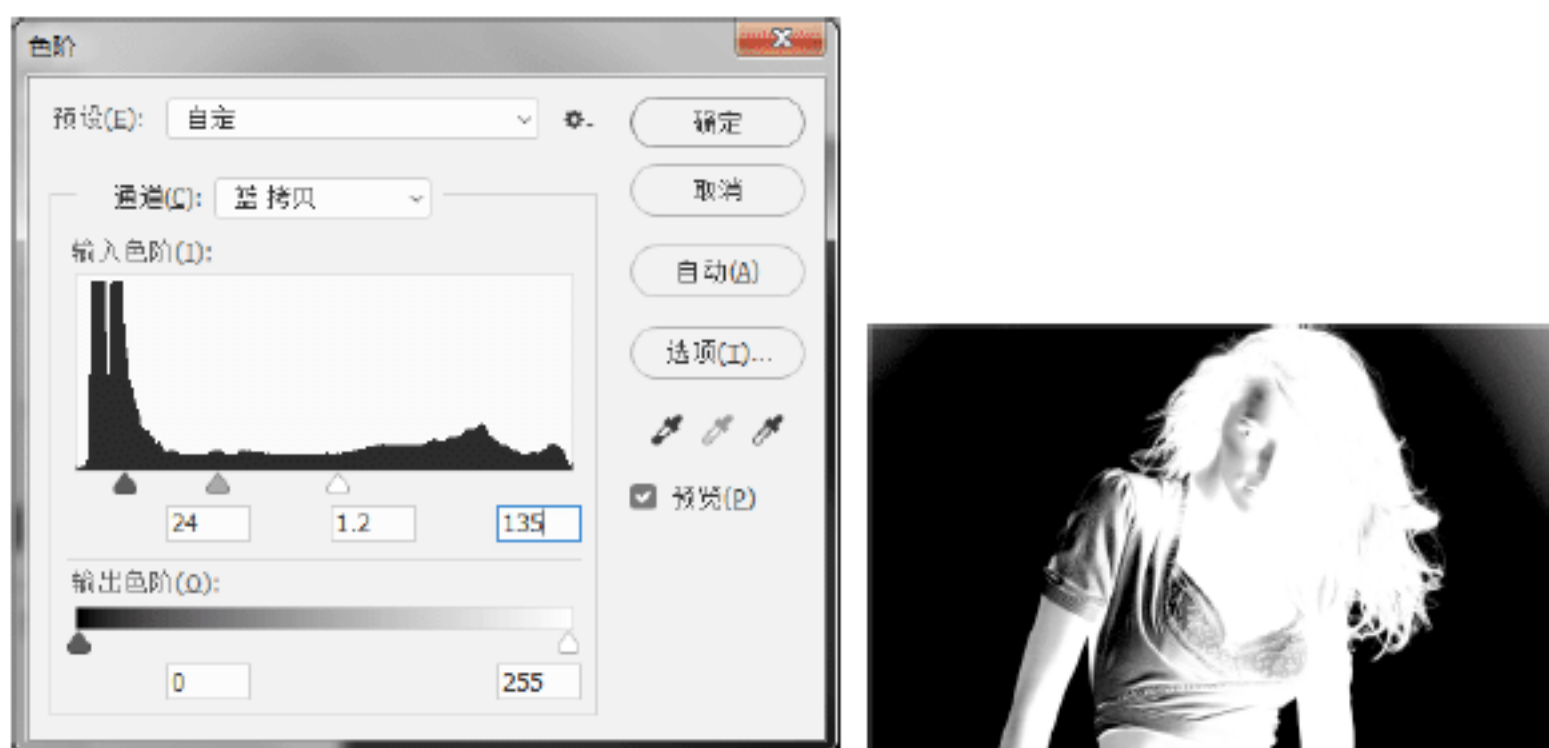 色阶
预设(E): 自定
确定
通道(C): 蓝 拷贝
取消
输入色阶(I):
自动(A)
选项(T)...
24 1.2 135
预览(P)
输出色阶(O):
0 255